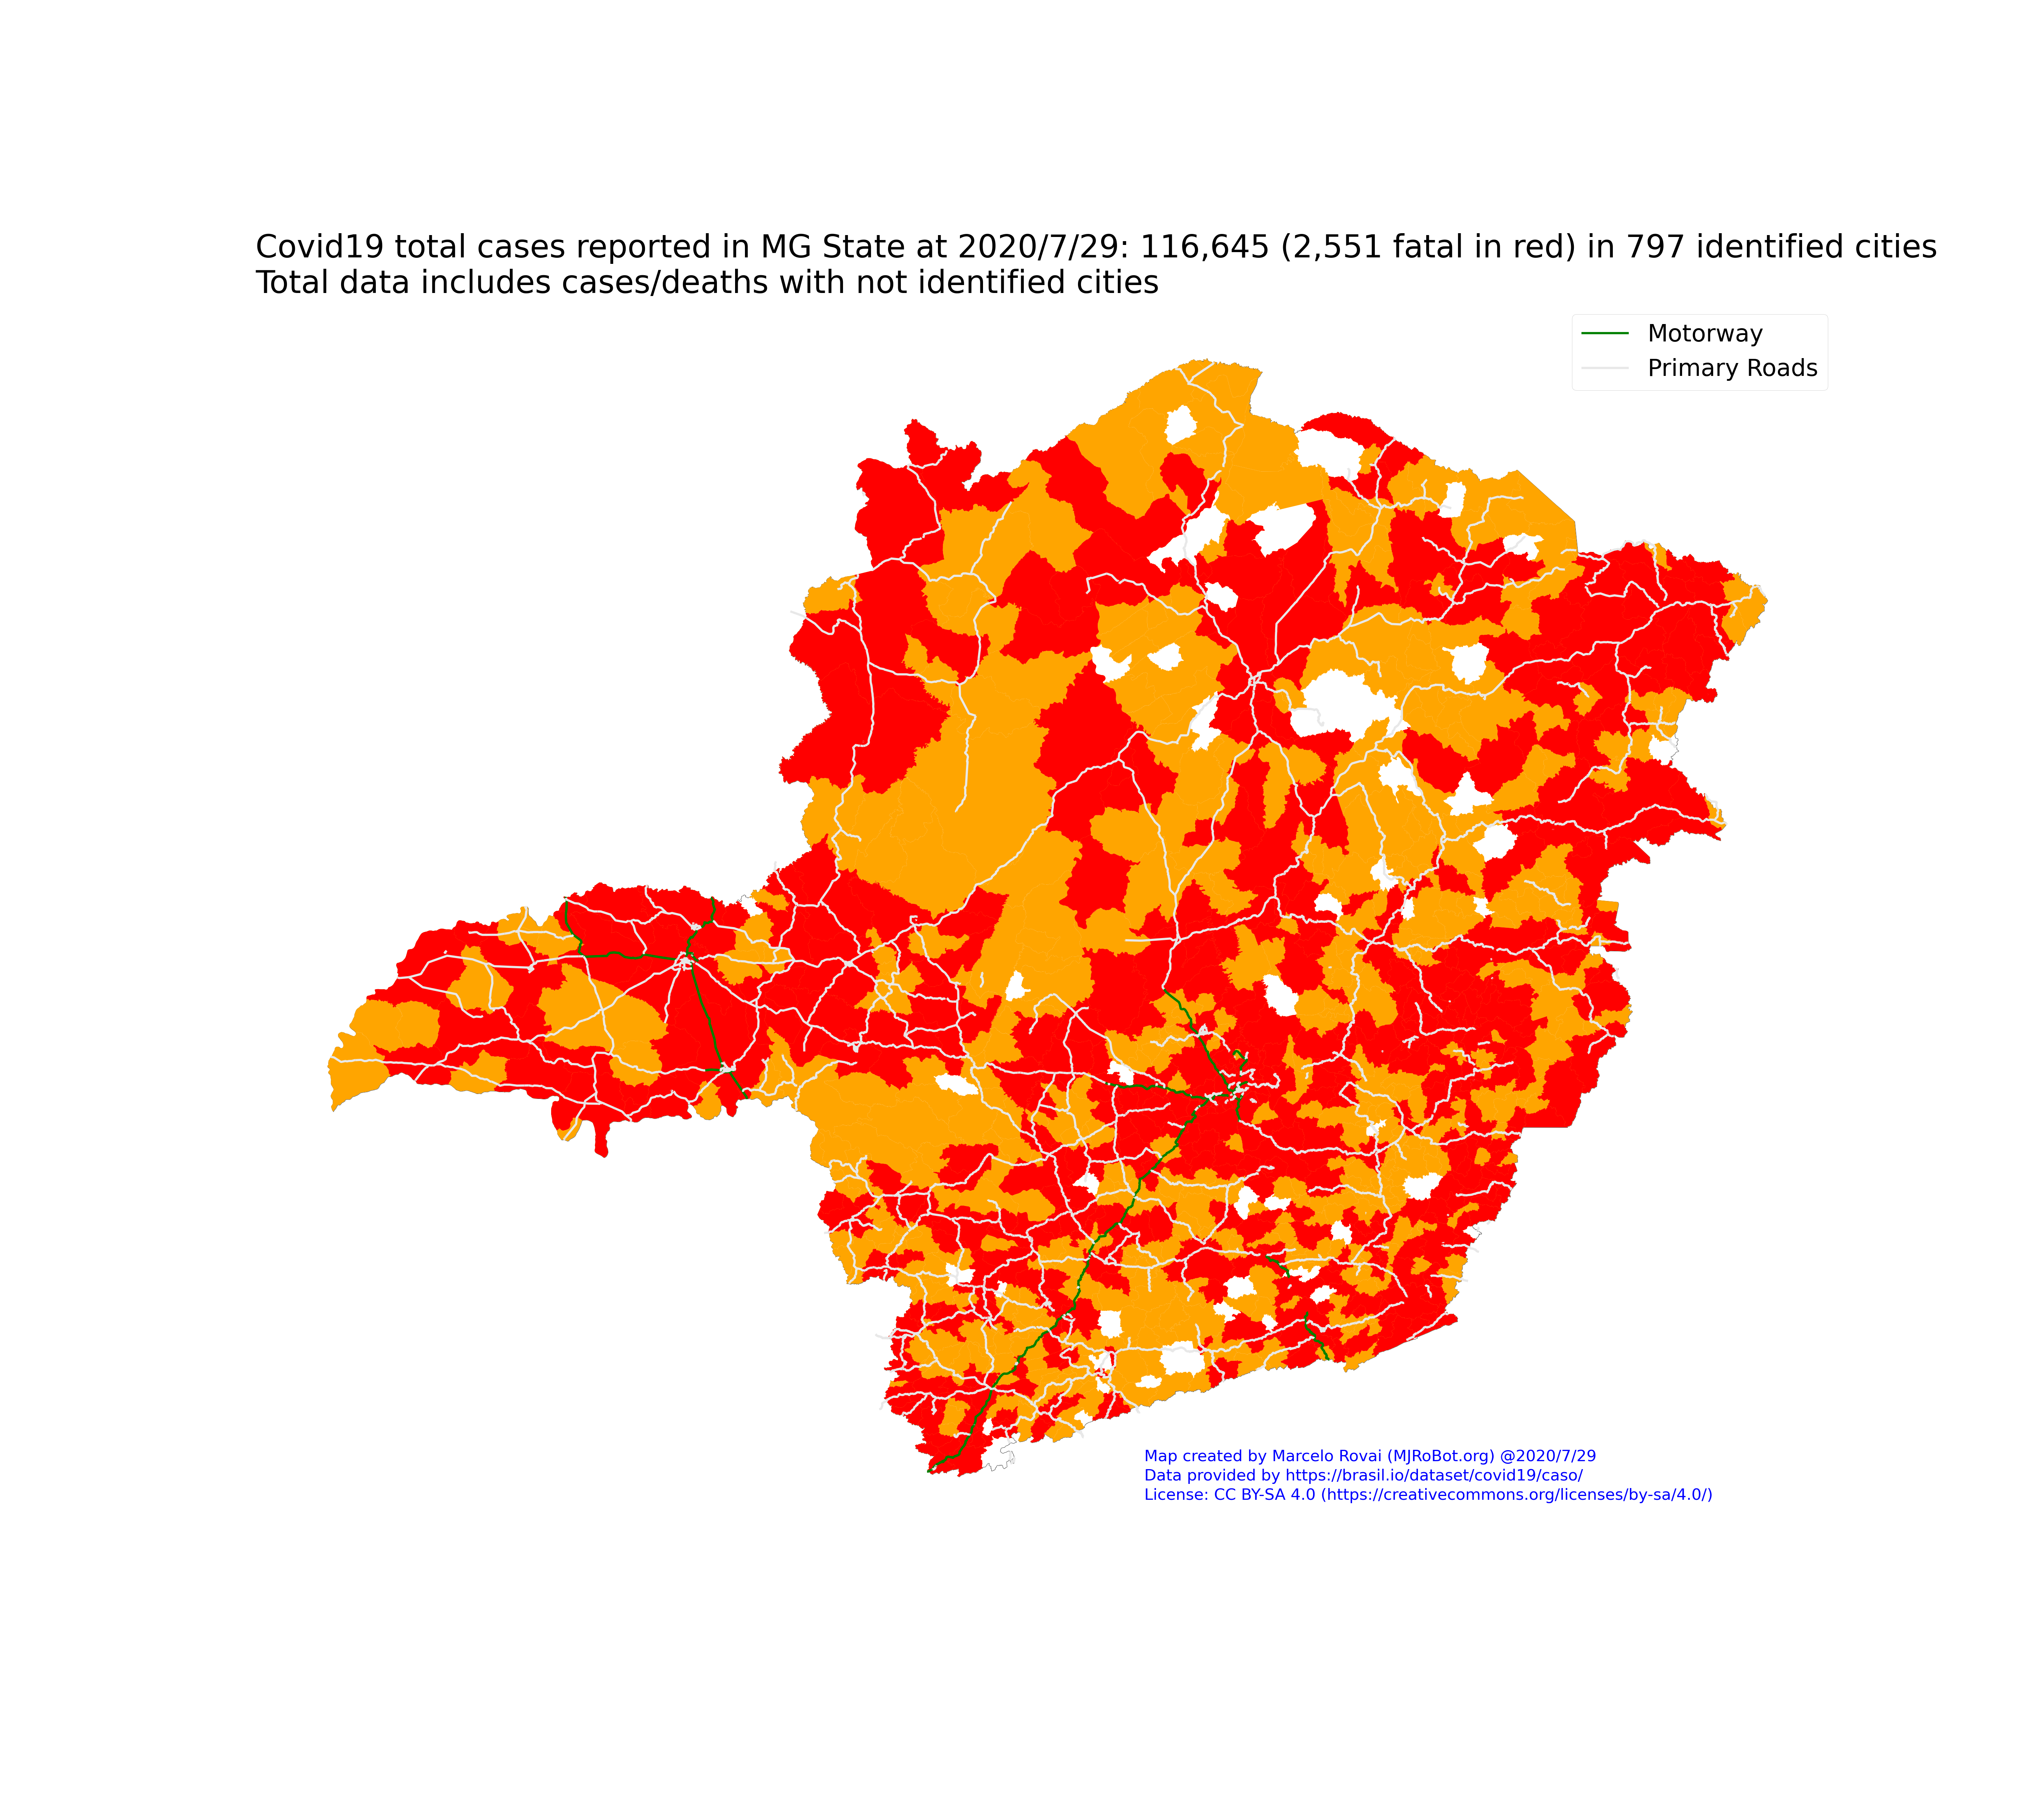 Covid19 total cases reported in MG State at 2020/7/29: 116,645 (2,551 fatal in red) in 797 identified cities
Total data includes cases/deaths with not identified cities
Motorway
Primary Roads
Map created by Marcelo Rovai (MJRoBot.org) @2020/7/29
Data provided by https://brasil.io/dataset/covid19/caso/
License: CC BY-SA 4.0 (https://creativecommons.org/licenses/by-sa/4.0/)